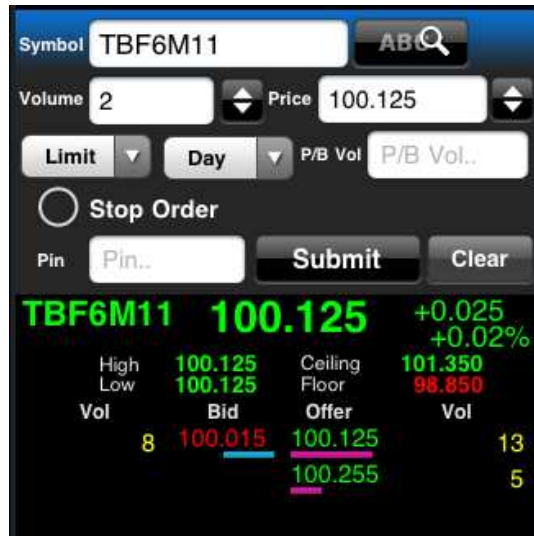 Symbol TBF6M11 ABC
Volume 2 Price 100.125
Limit Day P/B Vol P/B Vol..
Stop Order
Pin Pin.. Submit Clear
TBF6M11 100.125 +0.025
+0.02%
High 100.125 Ceiling 101.350
Low 100.125 Floor 98.850
Vol Bid Offer Vol
8 100.015 100.125 13
100.255 5